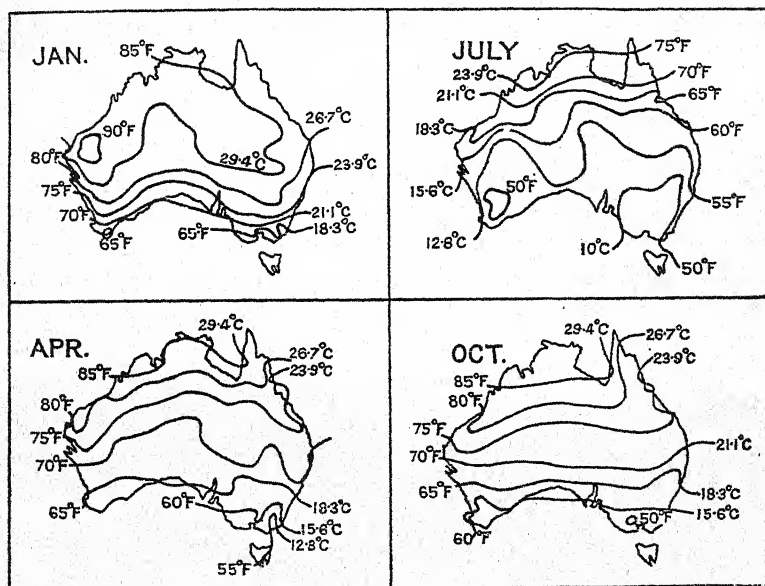 JAN.
85°F
90°F
80°F
75°F
70°F
65°F
65°F
29.4°C
26.7°C
23.9°C
21.1°C
18.3°C
JULY
75°F
23.9°C
70°F
21.1°C
65°F
18.3°C
60°F
15.6°C
50°F
55°F
12.8°C
10°C
50°F
APR.
29.4°C
26.7°C
85°F
23.9°C
80°F
75°F
70°F
65°F
60°F
18.3°C
15.6°C
12.8°C
55°F
OCT.
29.4°C
26.7°C
23.9°C
85°F
80°F
75°F
70°F
21.1°C
65°F
18.3°C
15.6°C
50°F
60°F